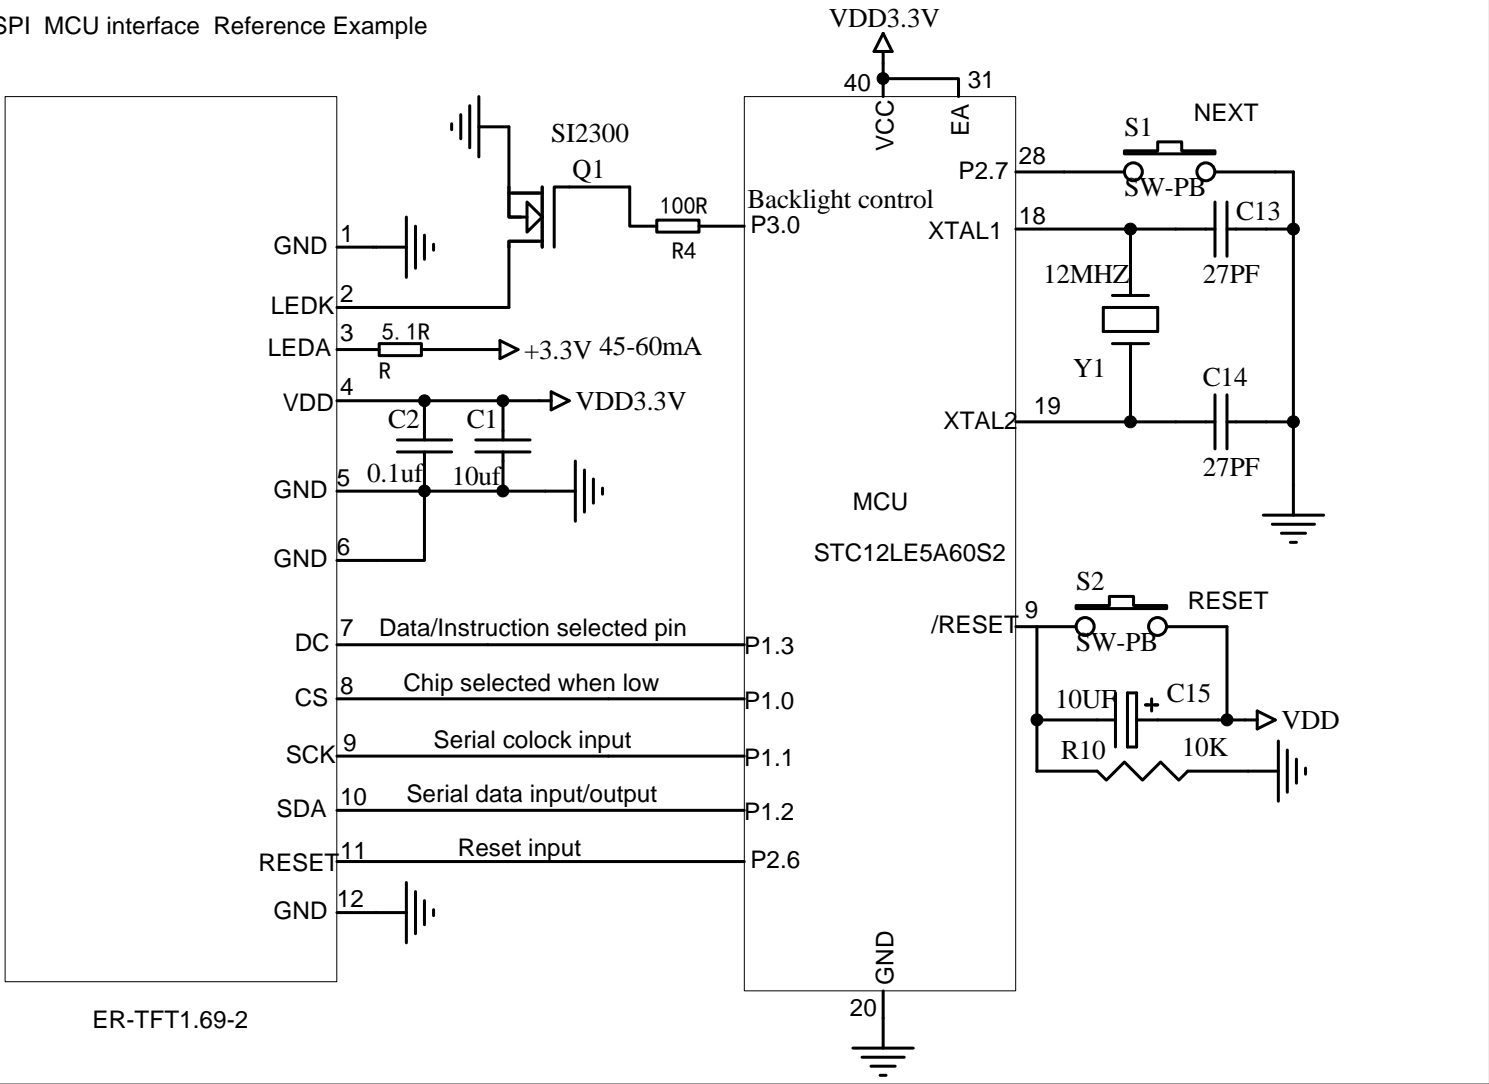 SPI MCU interface Reference Example
VDD3.3V
40
31
VCC
EA
SI2300
Q1
100R
R4
Backlight control
P3.0
P2.7
28
S1
NEXT
SW-PB
XTAL1
18
C13
27PF
12MHZ
Y1
C14
27PF
XTAL2
19
GND
1
LEDK
2
LEDA
3
5.1R
R
+3.3V 45-60mA
VDD
4
VDD3.3V
C2
C1
0.1uf
10uf
GND
5
GND
6
MCU
STC12LE5A60S2
DC
7
Data/Instruction selected pin
P1.3
CS
8
Chip selected when low
P1.0
SCK
9
Serial colock input
P1.1
SDA
10
Serial data input/output
P1.2
RESET
11
Reset input
P2.6
GND
12
/RESET
9
S2
RESET
SW-PB
10UF
+
C15
VDD
R10
10K
GND
20
ER-TFT1.69-2